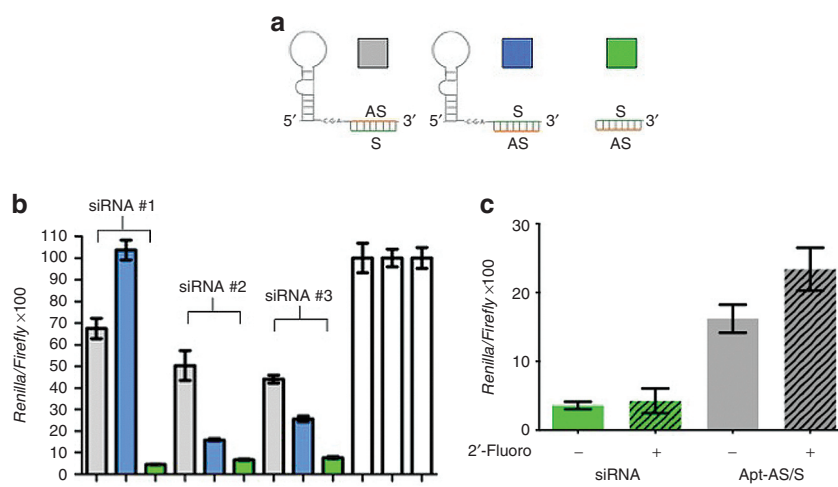 a
AS
S
5′
CGA
3′
S
AS
5′
CGA
3′
S
AS
3′
b
siRNA #1
siRNA #2
siRNA #3
Renilla/Firefly ×100
110
100
90
80
70
60
50
40
30
20
10
0
c
Renilla/Firefly ×100
30
20
10
0
2′-Fluoro − + − +
siRNA Apt-AS/S